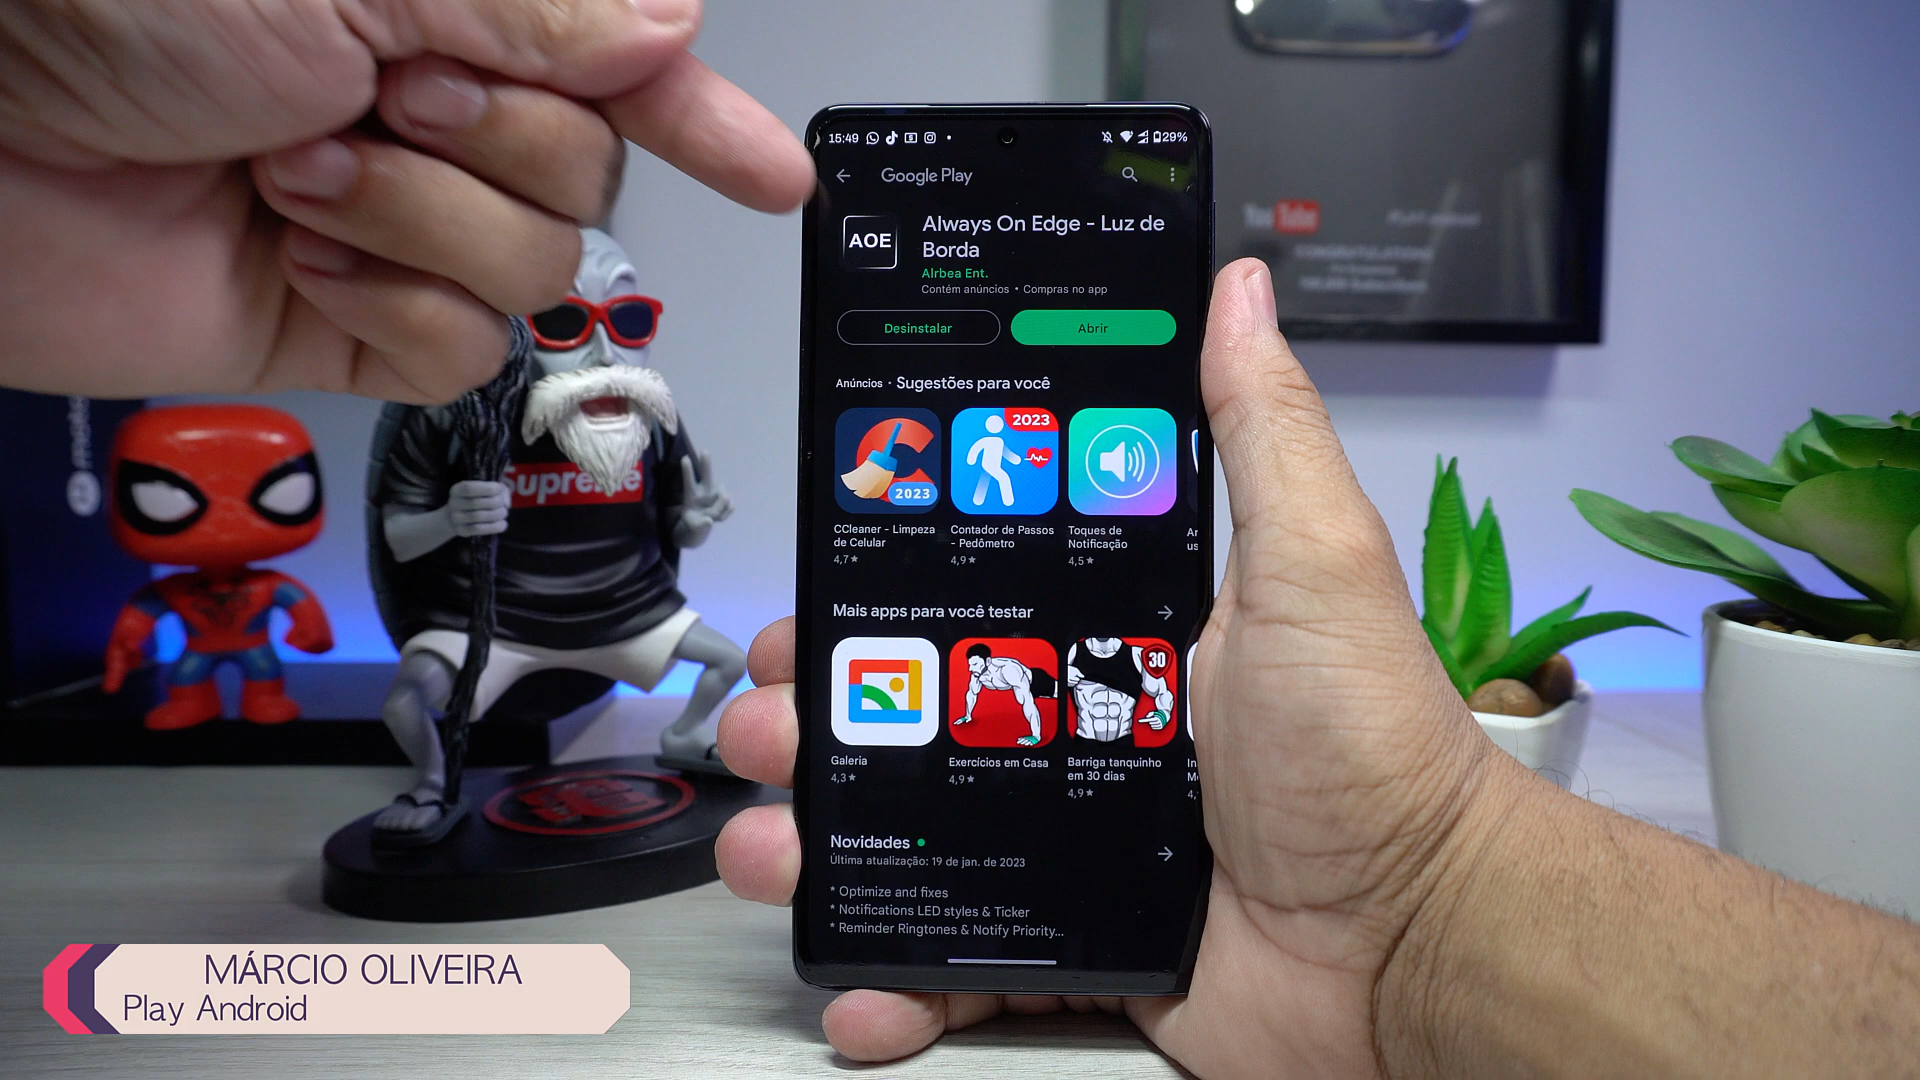 15:49
29%
Google Play
AOE
Always On Edge - Luz de
Borda
Alrbea Ent.
Contém anúncios • Compras no app
Desinstalar
Abrir
Anúncios • Sugestões para você
2023
2023
CCleaner - Limpeza
de Celular
4,7★
Contador de Passos
- Pedômetro
4,9★
Toques de
Notificação
4,5★
Mais apps para você testar
30
Galeria
4,3★
Exercícios em Casa
4,9★
Barriga tanquinho
em 30 dias
4,9★
Novidades
Última atualização: 19 de jan. de 2023
* Optimize and fixes
* Notifications LED styles & Ticker
* Reminder Ringtones & Notify Priority...
Supreme
YouTube
CONGRATULATIONS
MÁRCIO OLIVEIRA
Play Android